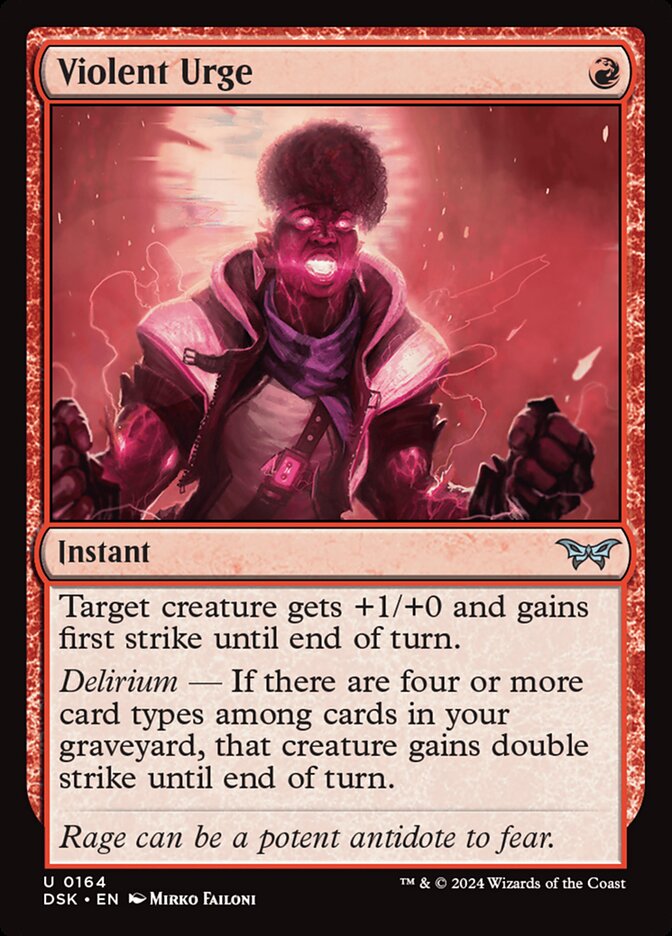 Violent Urge
Instant
Target creature gets +1/+0 and gains
first strike until end of turn.
Delirium — If there are four or more
card types among cards in your
graveyard, that creature gains double
strike until end of turn.
Rage can be a potent antidote to fear.
U 0164
DSK • EN Mirko Failoni
™ & © 2024 Wizards of the Coast